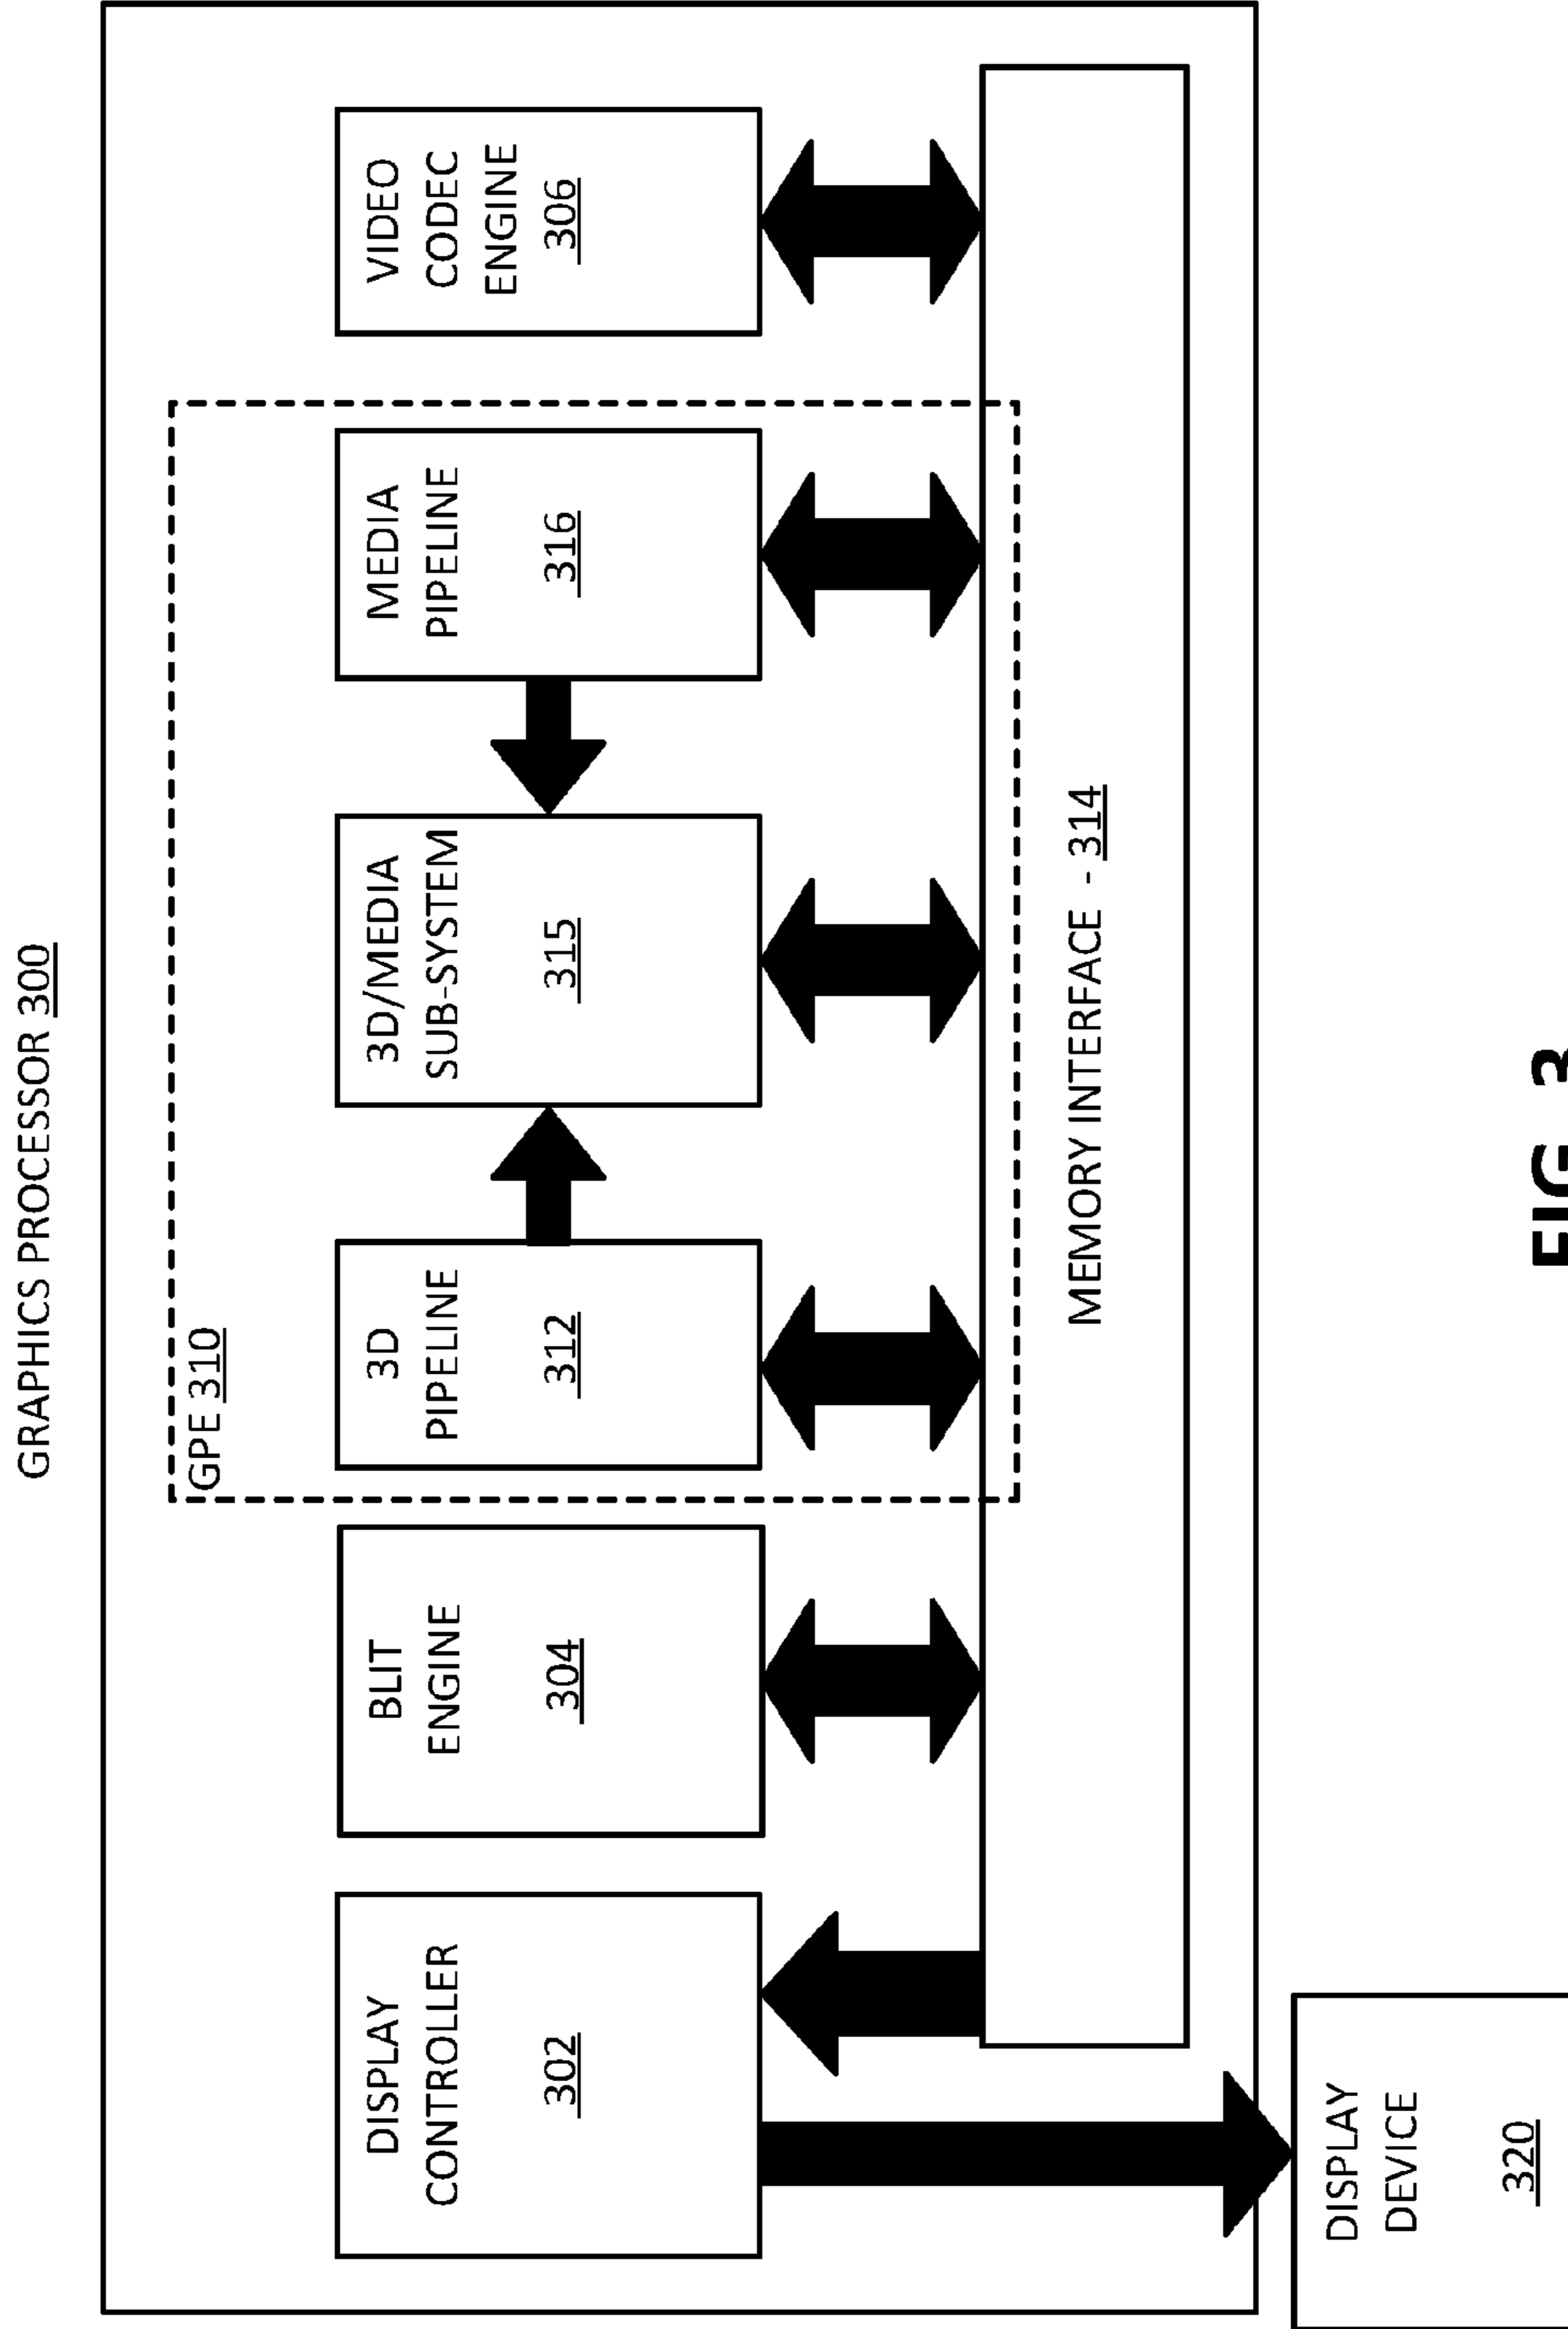 GRAPHICS PROCESSOR 300
GPE 310
DISPLAY
CONTROLLER
302
BLIT
ENGINE
304
3D
PIPELINE
312
3D/MEDIA
SUB-SYSTEM
315
MEDIA
PIPELINE
316
VIDEO
CODEC
ENGINE
306
MEMORY INTERFACE - 314
DISPLAY
DEVICE
320
FIG. 3